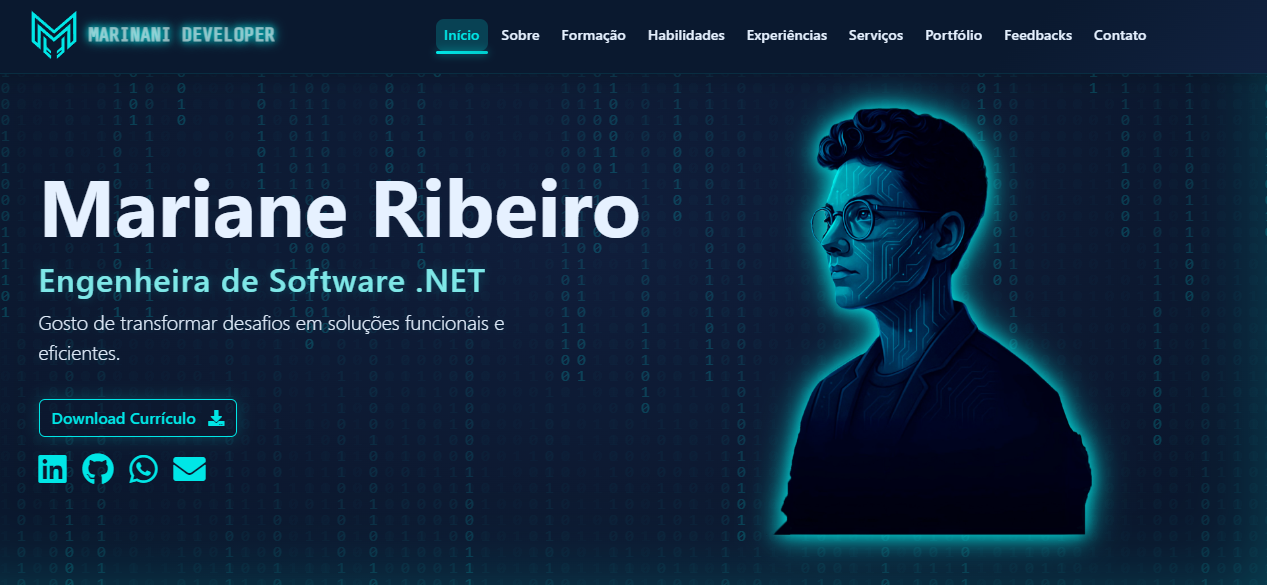 MARINANI DEVELOPER
Início Sobre Formação Habilidades Experiências Serviços Portfólio Feedbacks Contato
Mariane Ribeiro
Engenheira de Software .NET
Gosto de transformar desafios em soluções funcionais e
eficientes.
Download Currículo